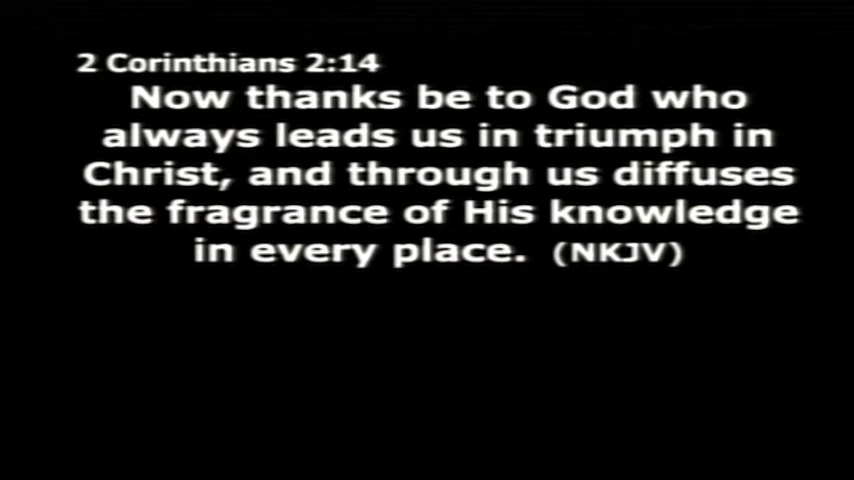 2 Corinthians 2:14
Now thanks be to God who
always leads us in triumph in
Christ, and through us diffuses
the fragrance of His knowledge
in every place. (NKJV)